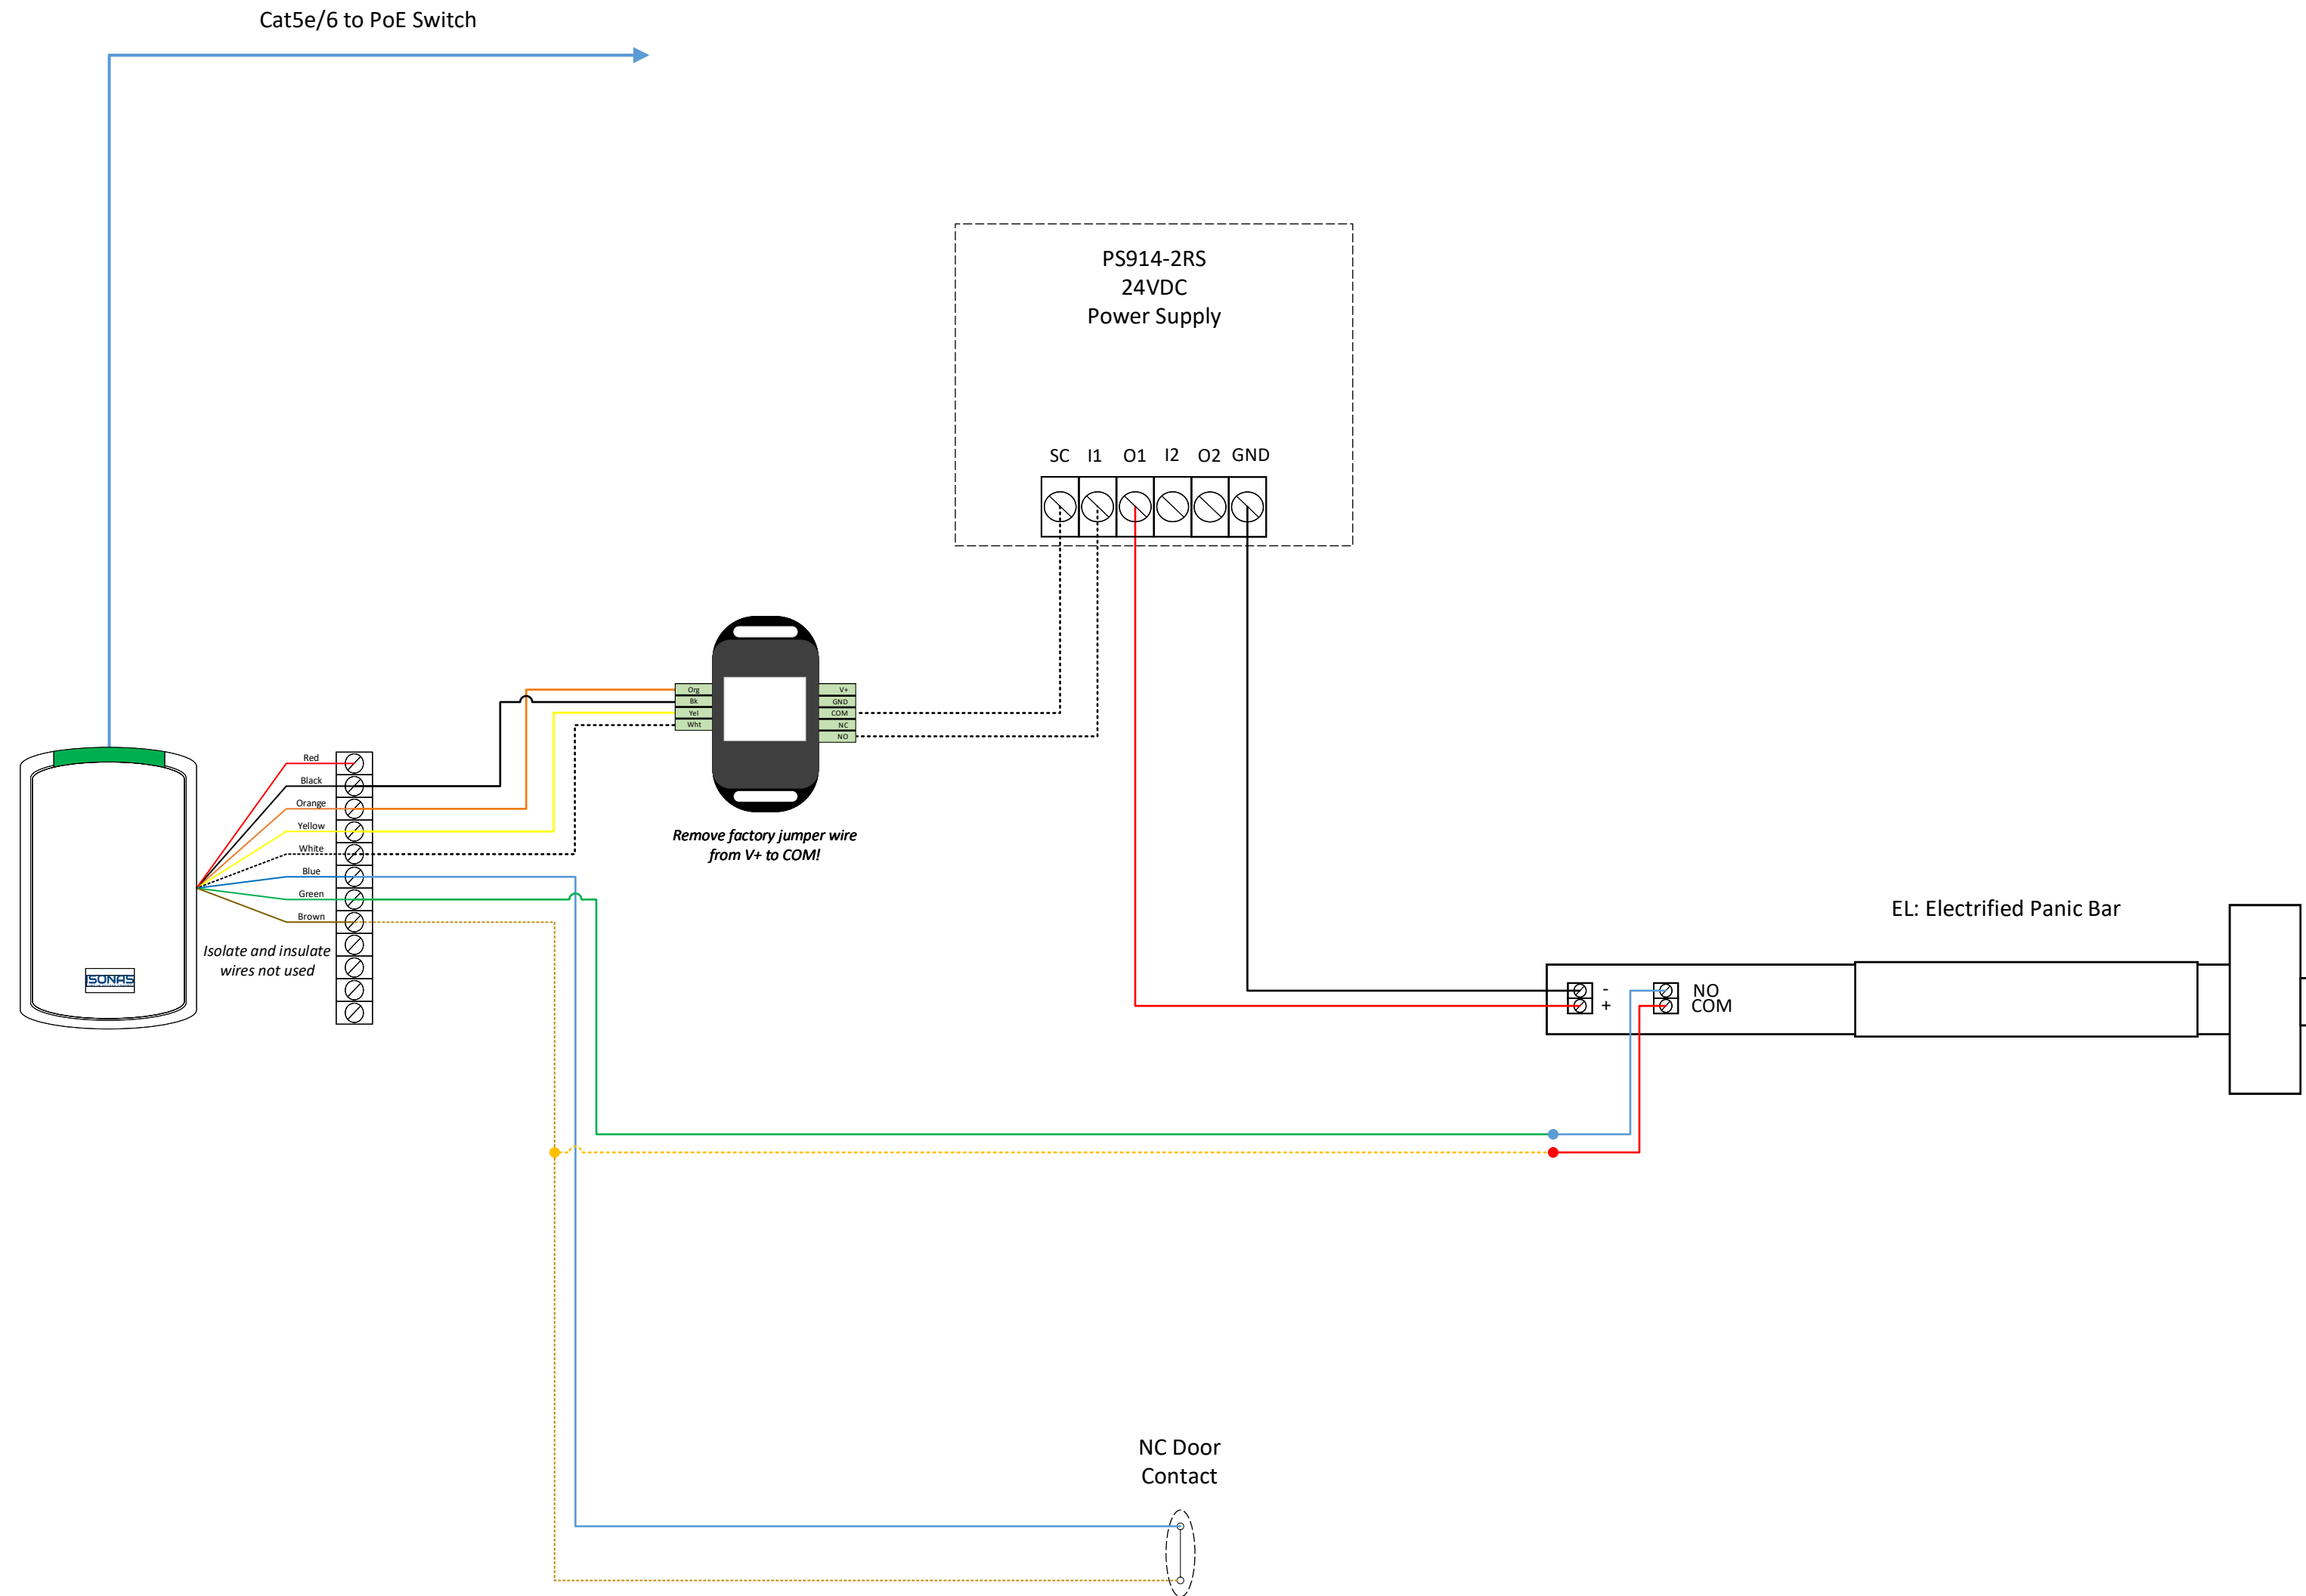 Cat5e/6 to PoE Switch
PS914-2RS
24VDC
Power Supply
SC I1 O1 I2 O2 GND
Org
Bk
Yel
Wht
V+
GND
COM
NC
NO
Remove factory jumper wire
from V+ to COM!
Red
Black
Orange
Yellow
White
Blue
Green
Brown
Isolate and insulate
wires not used
ISONAS
EL: Electrified Panic Bar
- NO
+ COM
NC Door
Contact